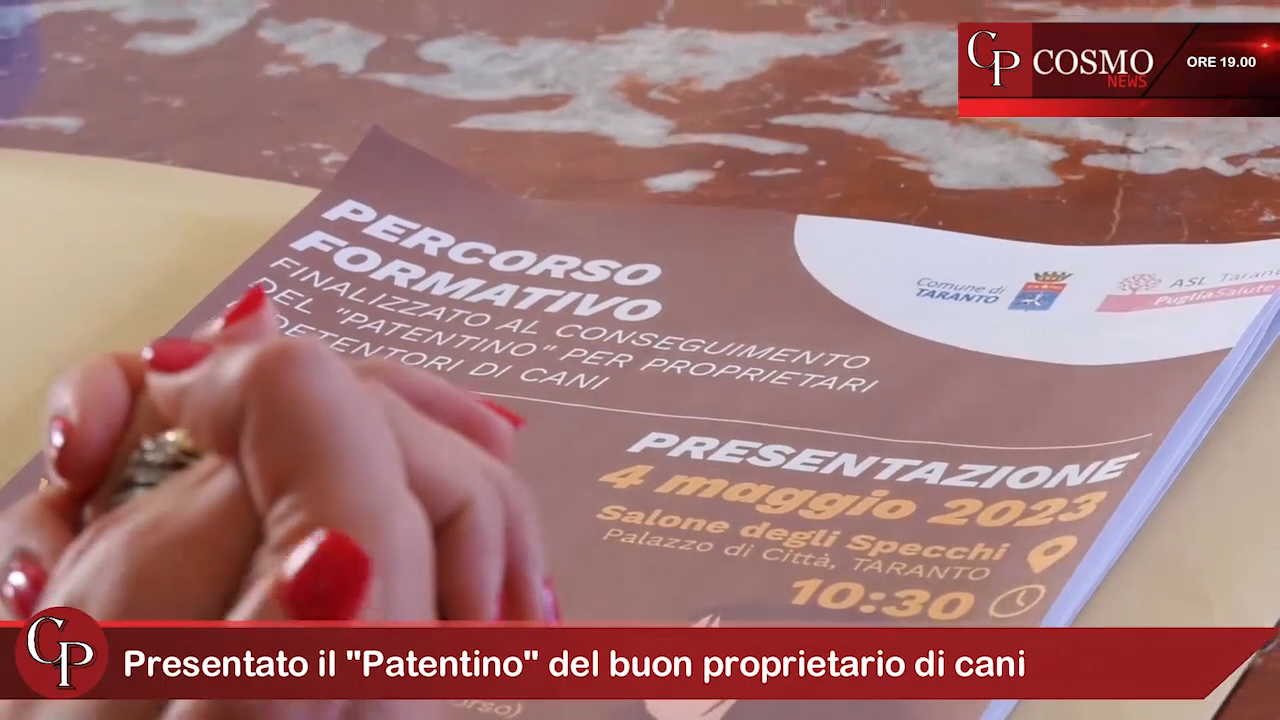 CP COSMO
NEWS
ORE 19.00
PERCORSO
FORMATIVO
FINALIZZATO AL CONSEGUIMENTO
DEL "PATENTINO" PER PROPRIETARI
DETENTORI DI CANI
Comune di
TARANTO
ASL Taranto
PugliaSalute
PRESENTAZIONE
4 maggio 2023
Salone degli Specchi
Palazzo di Città, TARANTO
10:30
CP
Presentato il "Patentino" del buon proprietario di cani